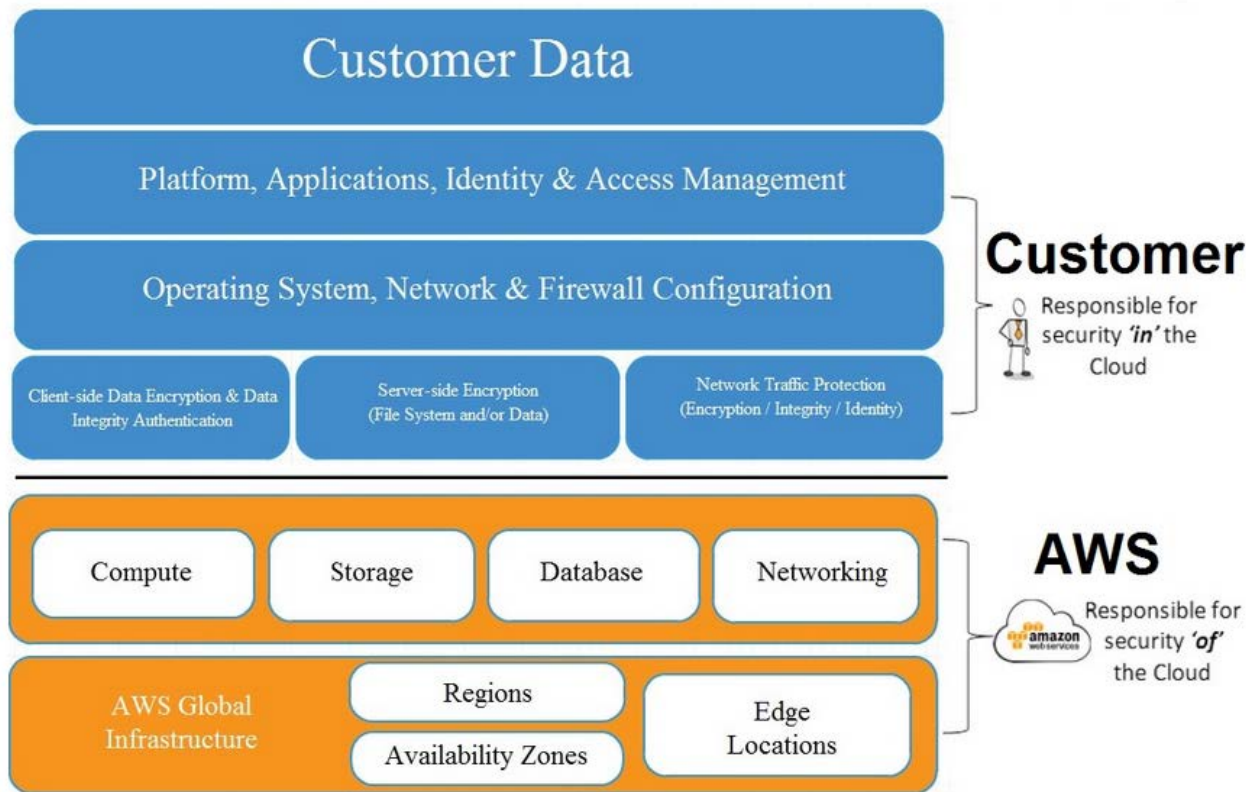 Customer Data
Platform, Applications, Identity & Access Management
Operating System, Network & Firewall Configuration
Client-side Data Encryption & Data
Integrity Authentication
Server-side Encryption
(File System and/or Data)
Network Traffic Protection
(Encryption / Integrity / Identity)
Customer
Responsible for
security 'in' the
Cloud
Compute
Storage
Database
Networking
AWS Global
Infrastructure
Regions
Availability Zones
Edge
Locations
AWS
amazon
web services
Responsible for
security 'of'
the Cloud